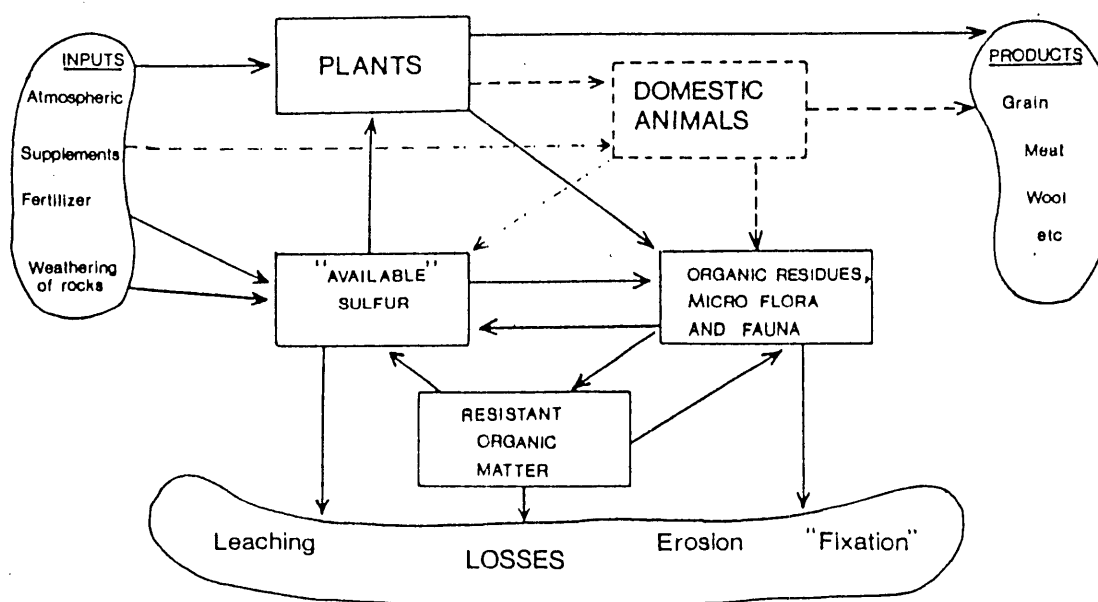 INPUTS
Atmospheric
Supplements
Fertilizer
Weathering
of rocks
PLANTS
DOMESTIC
ANIMALS
PRODUCTS
Grain
Meat
Wool
etc
"AVAILABLE"
SULFUR
ORGANIC RESIDUES,
MICRO FLORA
AND FAUNA
RESISTANT
ORGANIC
MATTER
Leaching
LOSSES
Erosion
"Fixation"